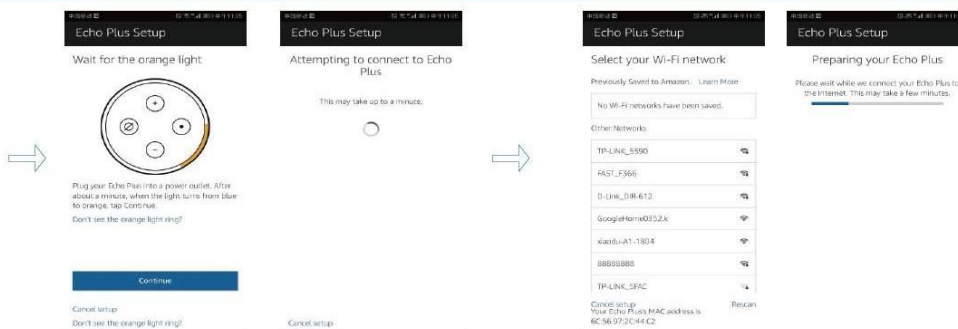 Echo Plus Setup
Wait for the orange light
Plug your Echo Plus into a power outlet. After
about a minute, when the light turns from blue
to orange, tap Continue.
Don't see the orange light ring?
Continue
Cancel setup
Don't see the orange light ring?
Echo Plus Setup
Attempting to connect to Echo
Plus
This may take up to a minute.
Cancel setup
Echo Plus Setup
Select your Wi-Fi network
Previously Saved to Amazon. Learn More
No Wi-Fi networks have been saved.
Other Networks
TP-LINK_5590
FAST_F366
D-Link_DIR-612
GoogleHome0352.k
xiaodu-A1-1804
88888888
TP-LINK_5FAC
Cancel setup Rescan
Your Echo Plus's MAC address is
6C:56:97:2C:44:C2
Echo Plus Setup
Preparing your Echo Plus
Please wait while we connect your Echo Plus to
the Internet. This may take a few minutes.